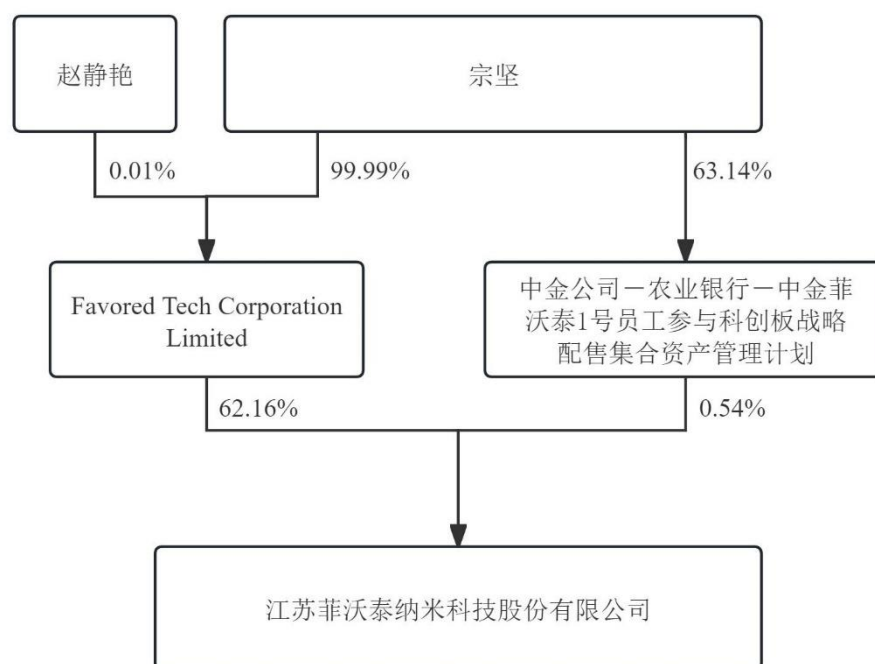 赵静艳
宗坚
0.01%
99.99%
63.14%
Favored Tech Corporation
Limited
中金公司－农业银行－中金菲
沃泰1号员工参与科创板战略
配售集合资产管理计划
62.16%
0.54%
江苏菲沃泰纳米科技股份有限公司